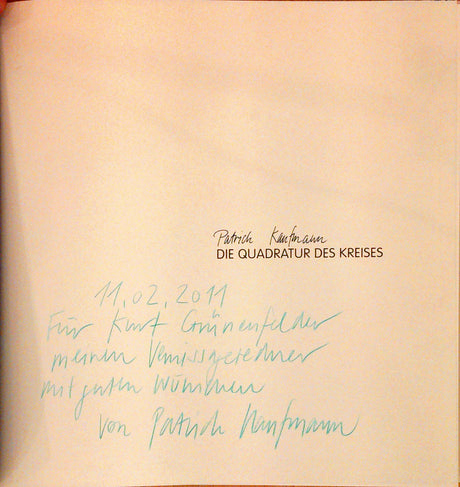 Patrick Kaufmann
DIE QUADRATUR DES KREISES
11.02.2011
Für Kurt Grünenfelder
meinen Vernissageredner
mit guten Wünschen
von Patrick Kaufmann